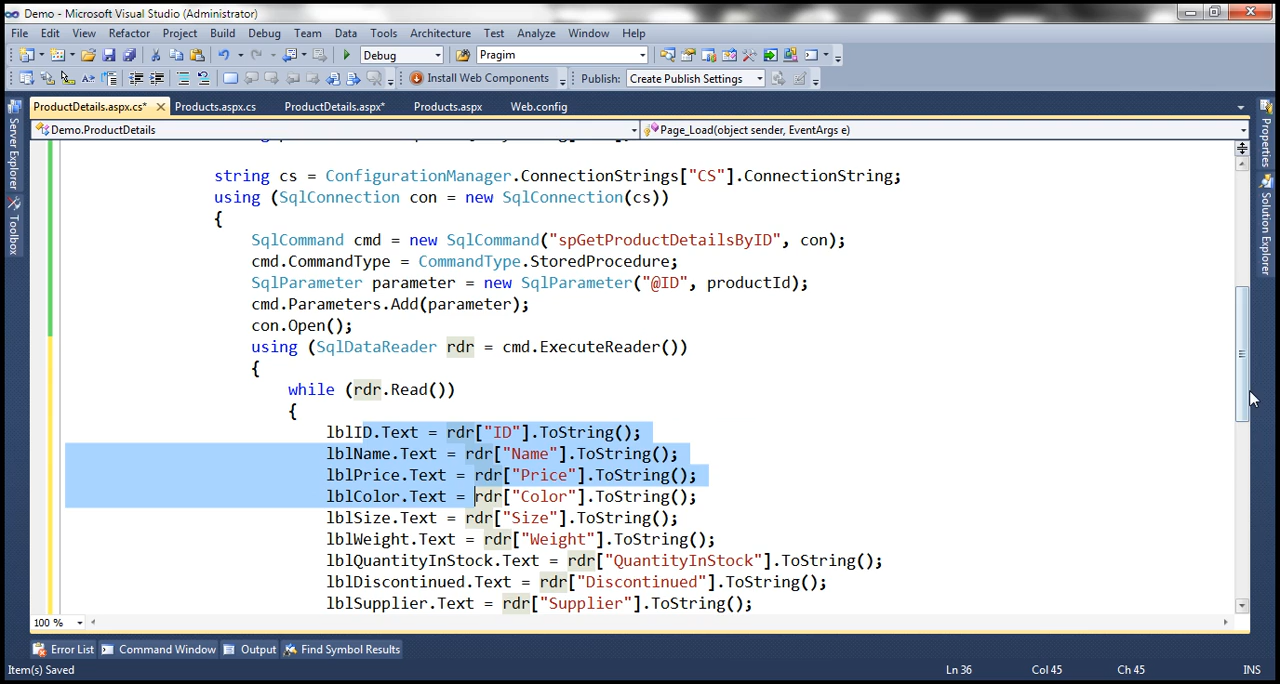 Demo - Microsoft Visual Studio (Administrator)
File Edit View Refactor Project Build Debug Team Data Tools Architecture Test Analyze Window Help
Debug Pragim
Install Web Components Publish: Create Publish Settings
ProductDetails.aspx.cs* Products.aspx.cs ProductDetails.aspx* Products.aspx Web.config
Demo.ProductDetails Page_Load(object sender, EventArgs e)
Server Explorer
Toolbox
Properties
Solution Explorer
string cs = ConfigurationManager.ConnectionStrings["CS"].ConnectionString;
using (SqlConnection con = new SqlConnection(cs))
{
SqlCommand cmd = new SqlCommand("spGetProductDetailsByID", con);
cmd.CommandType = CommandType.StoredProcedure;
SqlParameter parameter = new SqlParameter("@ID", productId);
cmd.Parameters.Add(parameter);
con.Open();
using (SqlDataReader rdr = cmd.ExecuteReader())
{
while (rdr.Read())
{
lblID.Text = rdr["ID"].ToString();
lblName.Text = rdr["Name"].ToString();
lblPrice.Text = rdr["Price"].ToString();
lblColor.Text = rdr["Color"].ToString();
lblSize.Text = rdr["Size"].ToString();
lblWeight.Text = rdr["Weight"].ToString();
lblQuantityInStock.Text = rdr["QuantityInStock"].ToString();
lblDiscontinued.Text = rdr["Discontinued"].ToString();
lblSupplier.Text = rdr["Supplier"].ToString();
100 %
Error List Command Window Output Find Symbol Results
Item(s) Saved Ln 36 Col 45 Ch 45 INS